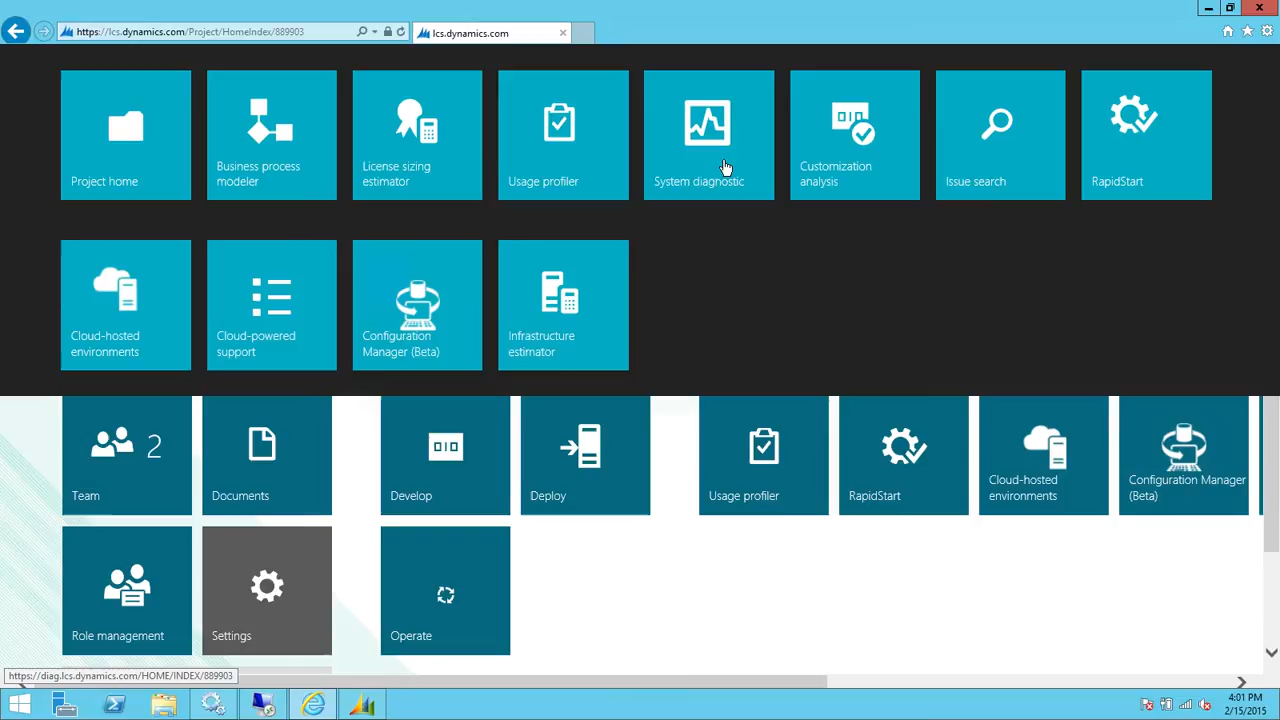 https://lcs.dynamics.com/Project/HomeIndex/889903
lcs.dynamics.com
Project home
Business process
modeler
License sizing
estimator
Usage profiler
System diagnostic
Customization
analysis
Issue search
RapidStart
Cloud-hosted
environments
Cloud-powered
support
Configuration
Manager (Beta)
Infrastructure
estimator
2
Team
Documents
Develop
Deploy
Usage profiler
RapidStart
Cloud-hosted
environments
Configuration Manager
(Beta)
Role management
Settings
Operate
https://diag.lcs.dynamics.com/HOME/INDEX/889903
4:01 PM
2/15/2015